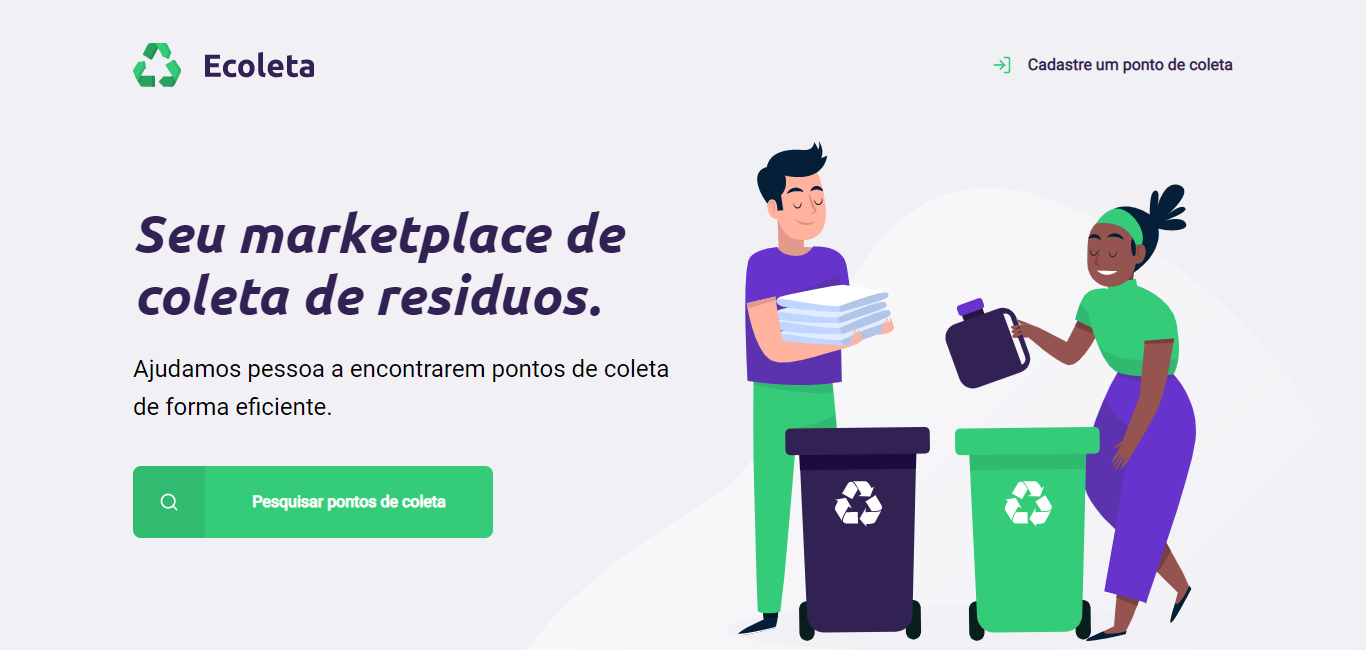 Ecoleta
Cadastre um ponto de coleta
Seu marketplace de
coleta de residuos.
Ajudamos pessoa a encontrarem pontos de coleta
de forma eficiente.
Pesquisar pontos de coleta